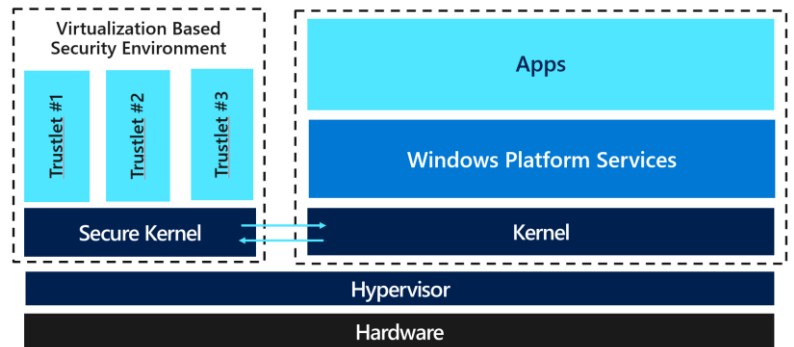 Virtualization Based
Security Environment
Trustlet #1
Trustlet #2
Trustlet #3
Secure Kernel
Apps
Windows Platform Services
Kernel
Hypervisor
Hardware